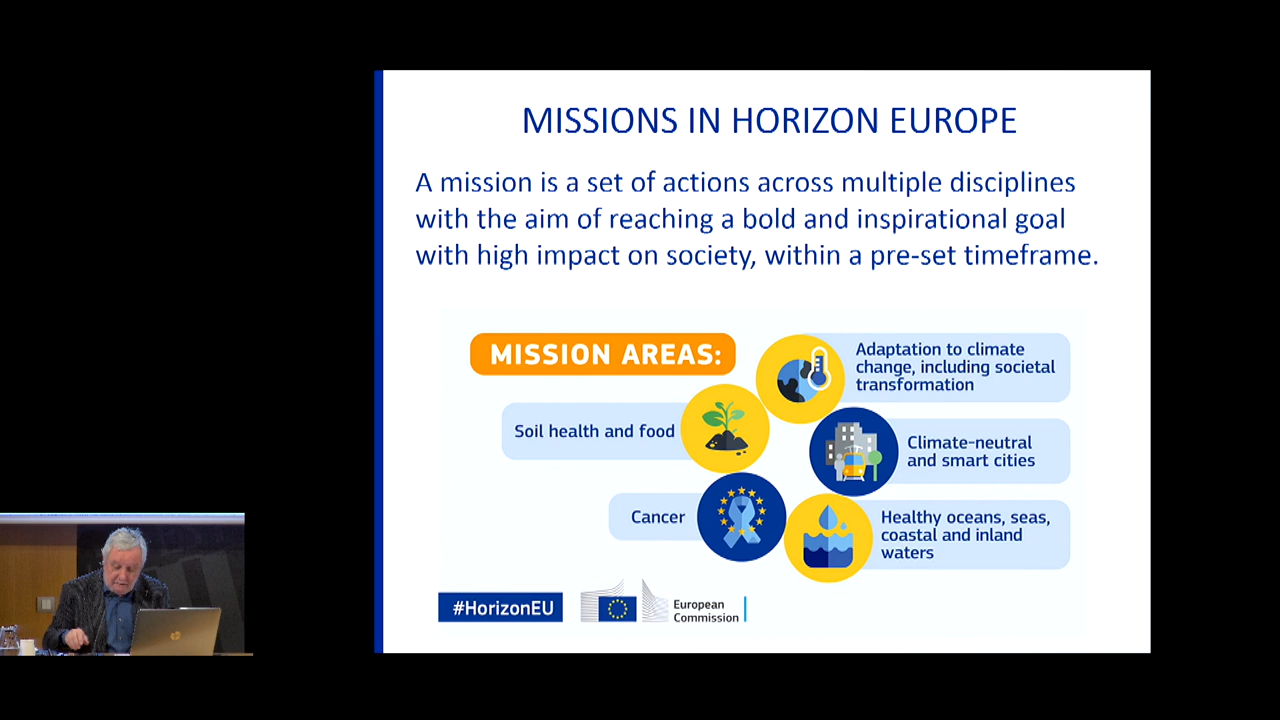 MISSIONS IN HORIZON EUROPE
A mission is a set of actions across multiple disciplines
with the aim of reaching a bold and inspirational goal
with high impact on society, within a pre-set timeframe.
MISSION AREAS:
Adaptation to climate
change, including societal
transformation
Soil health and food
Climate-neutral
and smart cities
Cancer
Healthy oceans, seas,
coastal and inland
waters
#HorizonEU
European
Commission